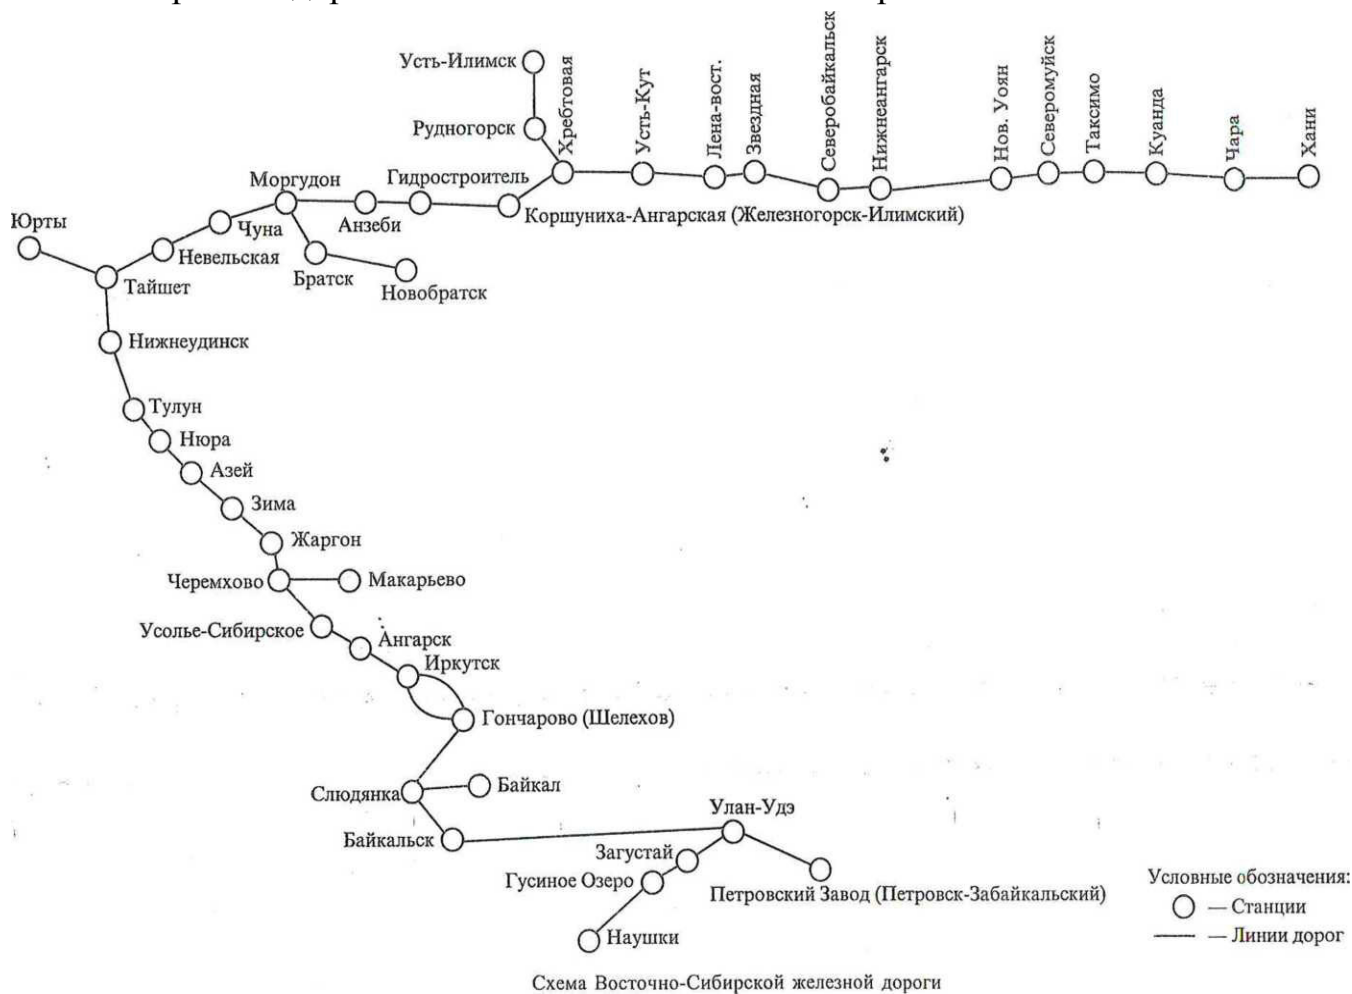 Усть-Илимск
Рудногорск
Хребтовая
Усть-Кут
Лена-вост.
Звездная
Северобайкальск
Нижнеангарск
Нов. Уоян
Северомуйск
Таксимо
Куанда
Чара
Хани
Моргудон
Гидростроитель
Юрты
Чуна
Анзеби
Коршуниха-Ангарская (Железногорск-Илимский)
Невельская
Братск
Новобратск
Тайшет
Нижнеудинск
Тулун
Нюра
Азей
Зима
Жаргон
Черемхово
Макарьево
Усолье-Сибирское
Ангарск
Иркутск
Гончарово (Шелехов)
Слюдянка
Байкал
Байкальск
Улан-Удэ
Загустай
Гусиное Озеро
Петровский Завод (Петровск-Забайкальский)
Наушки
Условные обозначения:
— Станции
— Линии дорог
Схема Восточно-Сибирской железной дороги